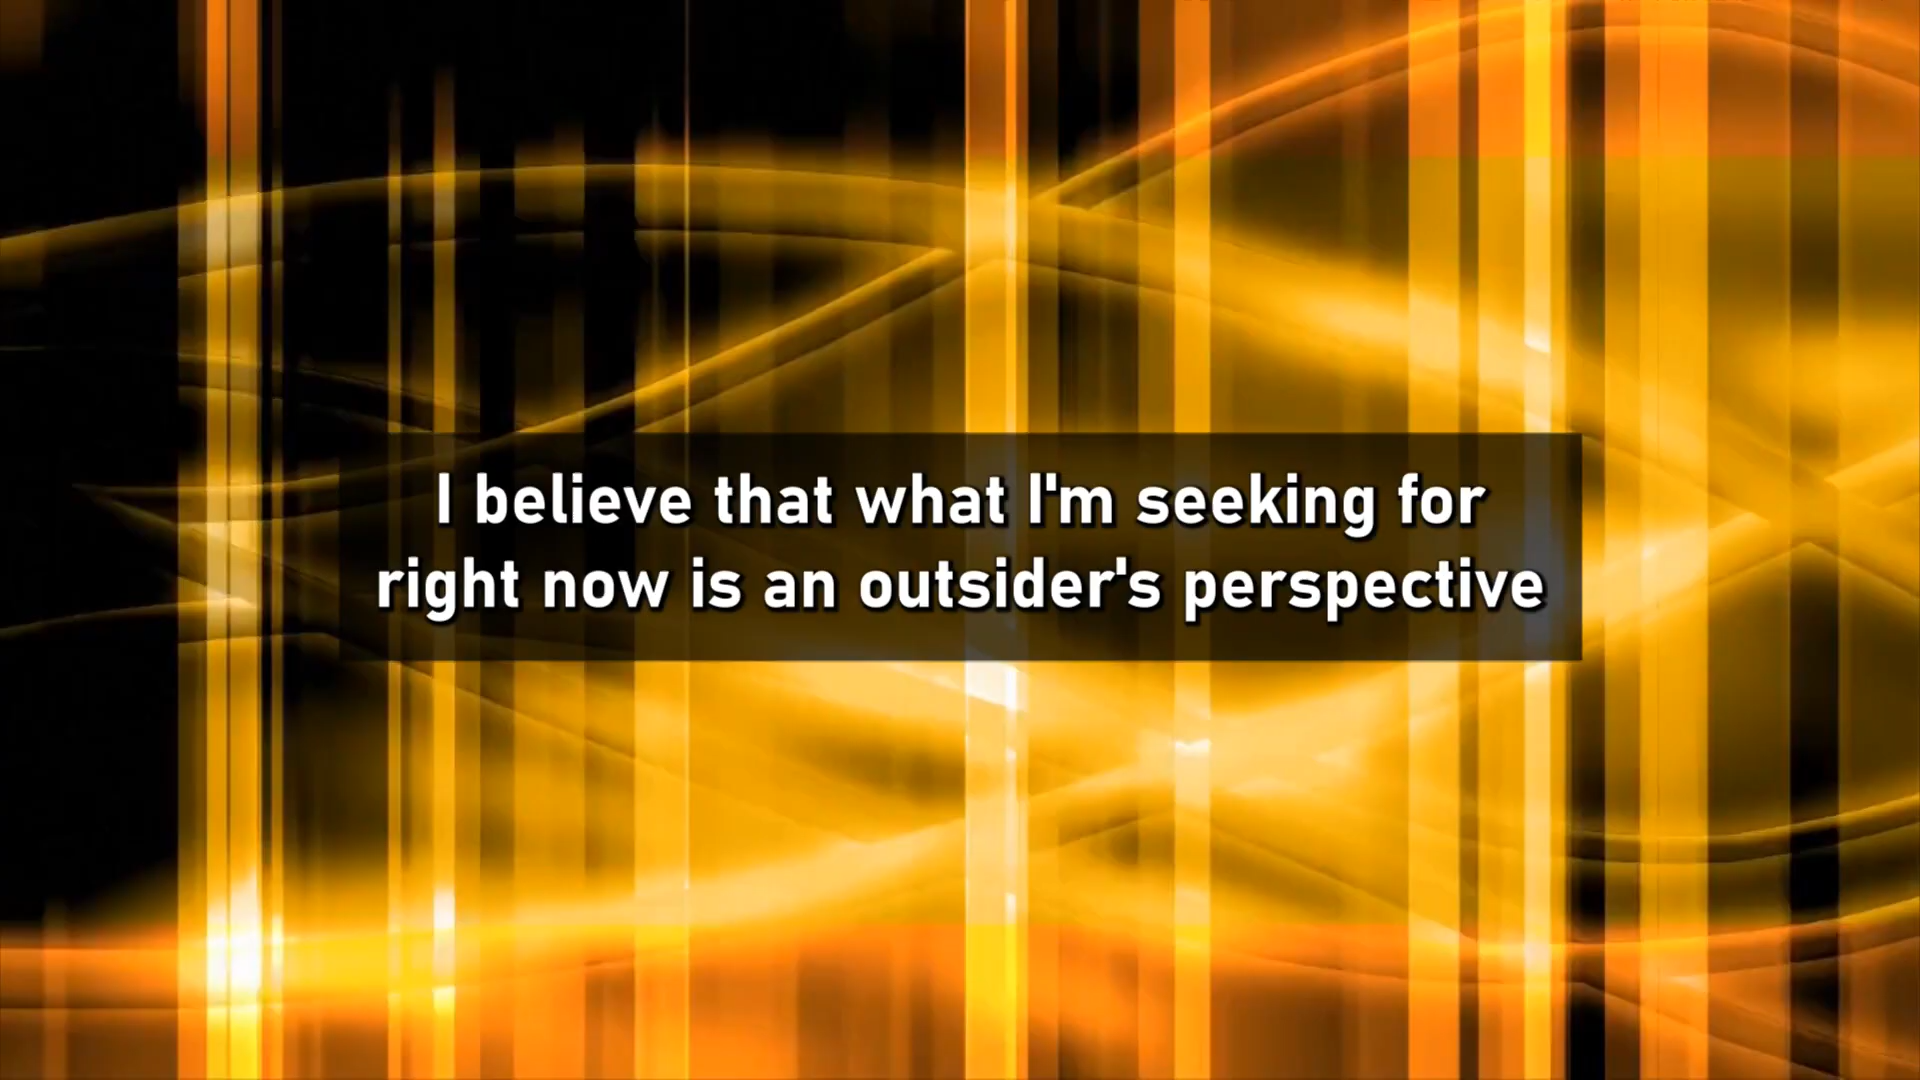 I believe that what I'm seeking for
right now is an outsider's perspective